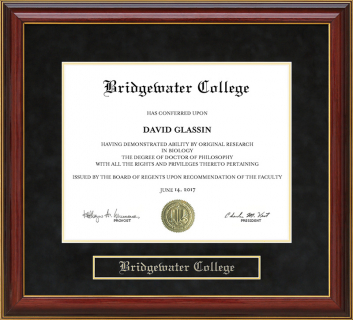 Bridgewater College
HAS CONFERRED UPON
DAVID GLASSIN
HAVING DEMONSTRATED ABILITY BY ORIGINAL RESEARCH
IN BIOLOGY
THE DEGREE OF DOCTOR OF PHILOSOPHY
WITH ALL THE RIGHTS AND PRIVILEGES THERETO PERTAINING
ISSUED BY THE BOARD OF REGENTS UPON RECOMMENDATION OF THE FACULTY
JUNE 14, 2017
PROVOST
PRESIDENT
Bridgewater College